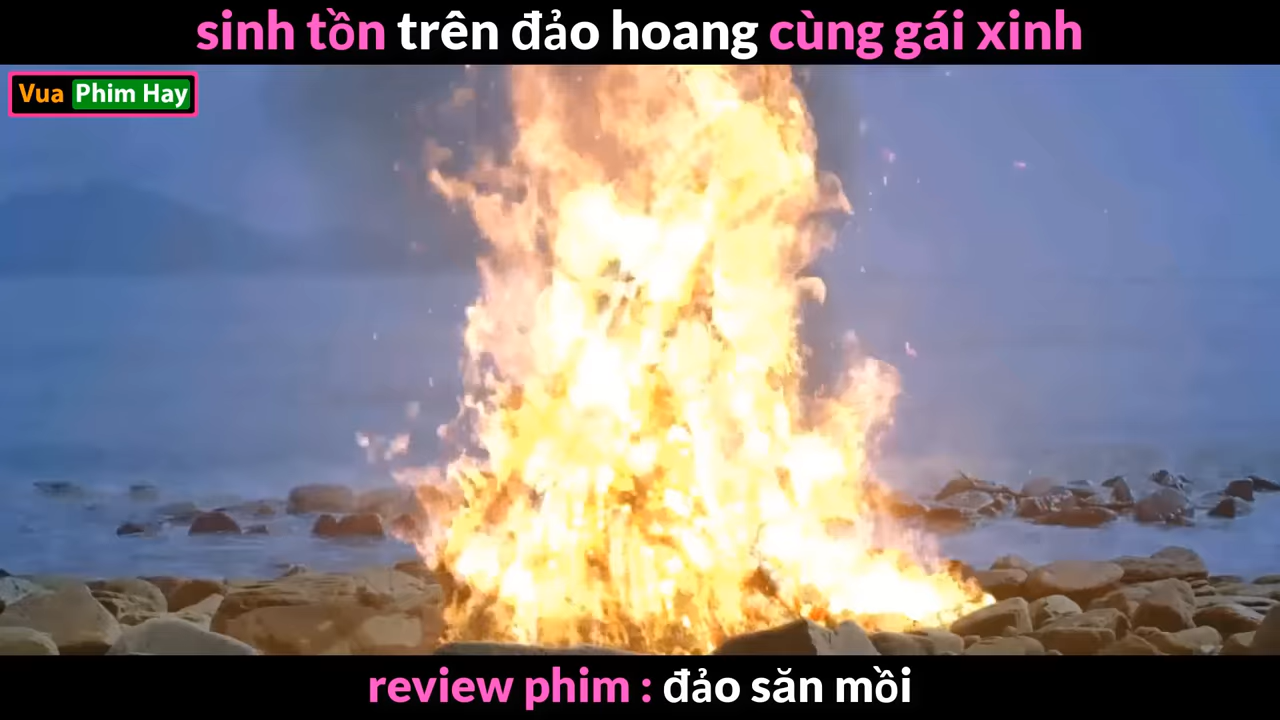 sinh tồn trên đảo hoang cùng gái xinh
Vua Phim Hay
review phim : đảo săn mồi